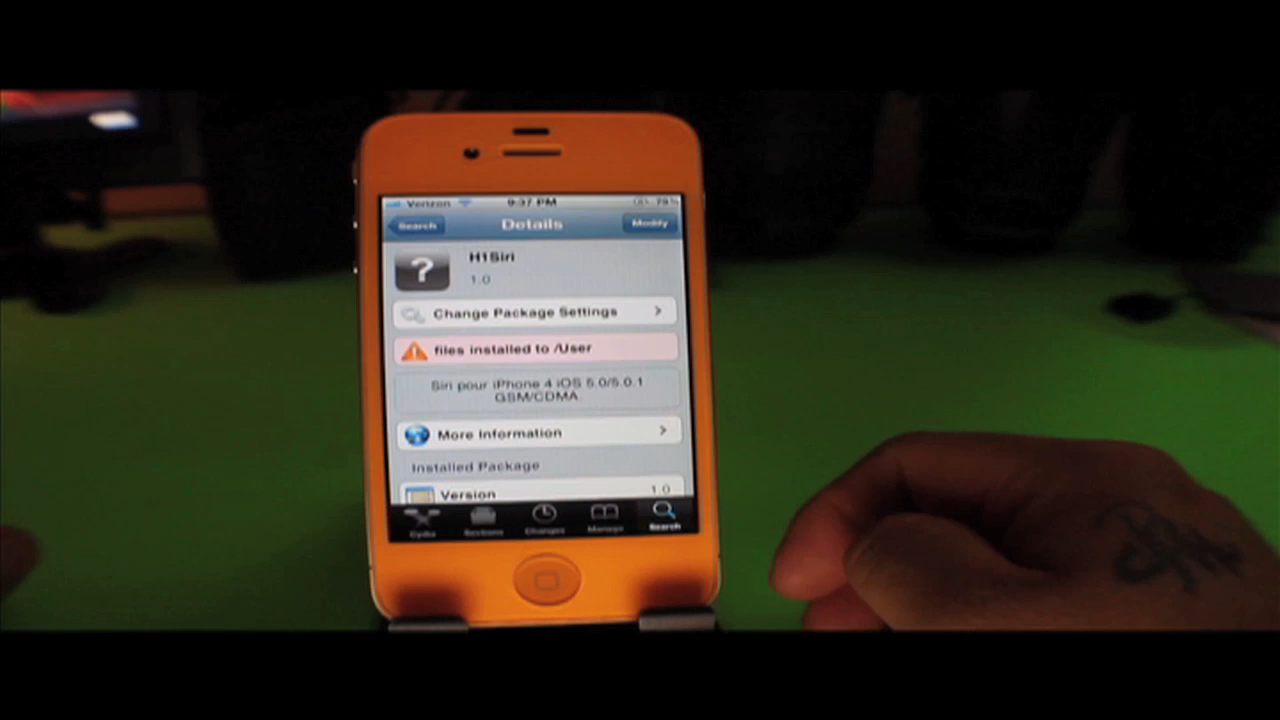 Verizon 9:37 PM 79%
Search Details Modify
H1Siri
1.0
Change Package Settings
files installed to /User
Siri pour iPhone 4 iOS 5.0/5.0.1
GSM/CDMA
More Information
Installed Package
Version 1.0
Cydia Sections Changes Manage Search